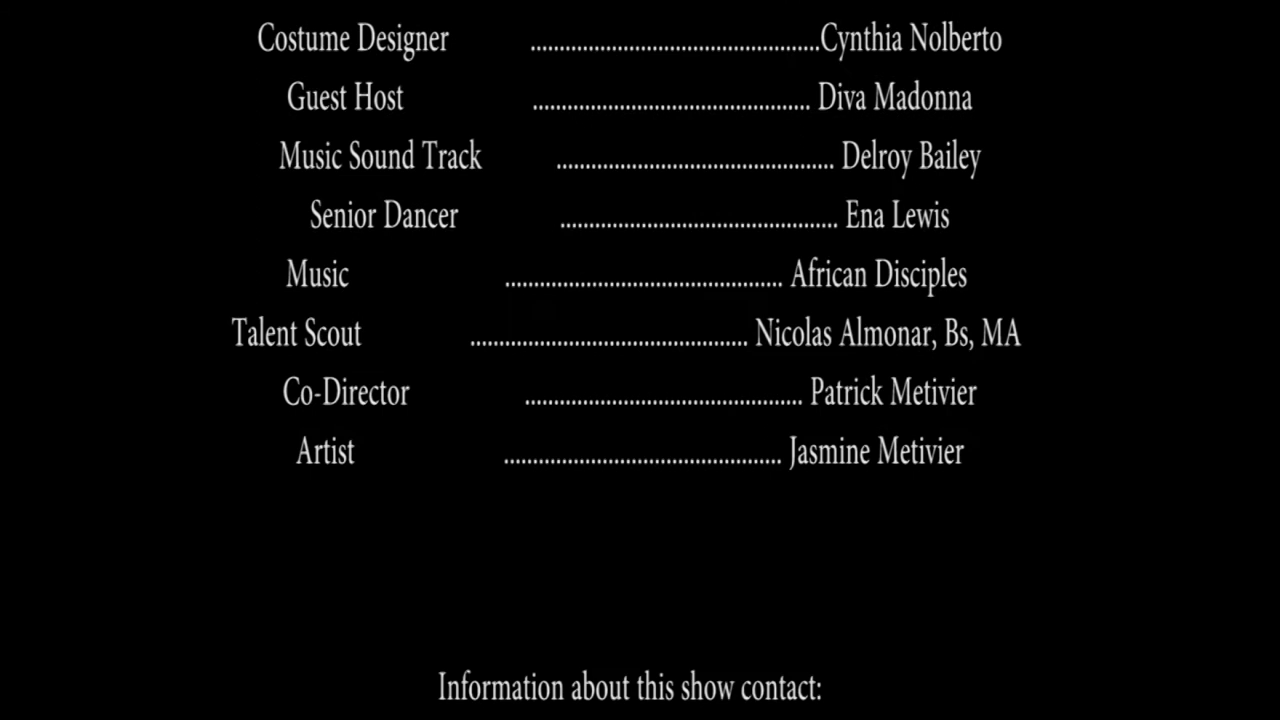 Costume Designer ..................................................Cynthia Nolberto
Guest Host ................................................ Diva Madonna
Music Sound Track ................................................ Delroy Bailey
Senior Dancer ................................................ Ena Lewis
Music ................................................ African Disciples
Talent Scout ................................................ Nicolas Almonar, Bs, MA
Co-Director ................................................ Patrick Metivier
Artist ................................................ Jasmine Metivier
Information about this show contact: